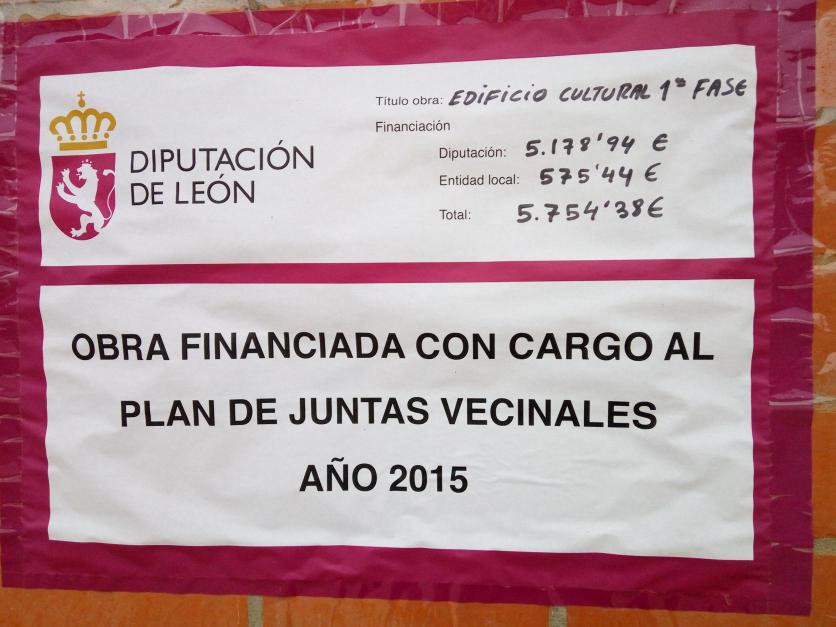 DIPUTACIÓN
DE LEÓN
Título obra: EDIFICIO CULTURAL 1ª FASE
Financiación
Diputación: 5.178'94 €
Entidad local: 575'44 €
Total: 5.754'38 €
OBRA FINANCIADA CON CARGO AL
PLAN DE JUNTAS VECINALES
AÑO 2015